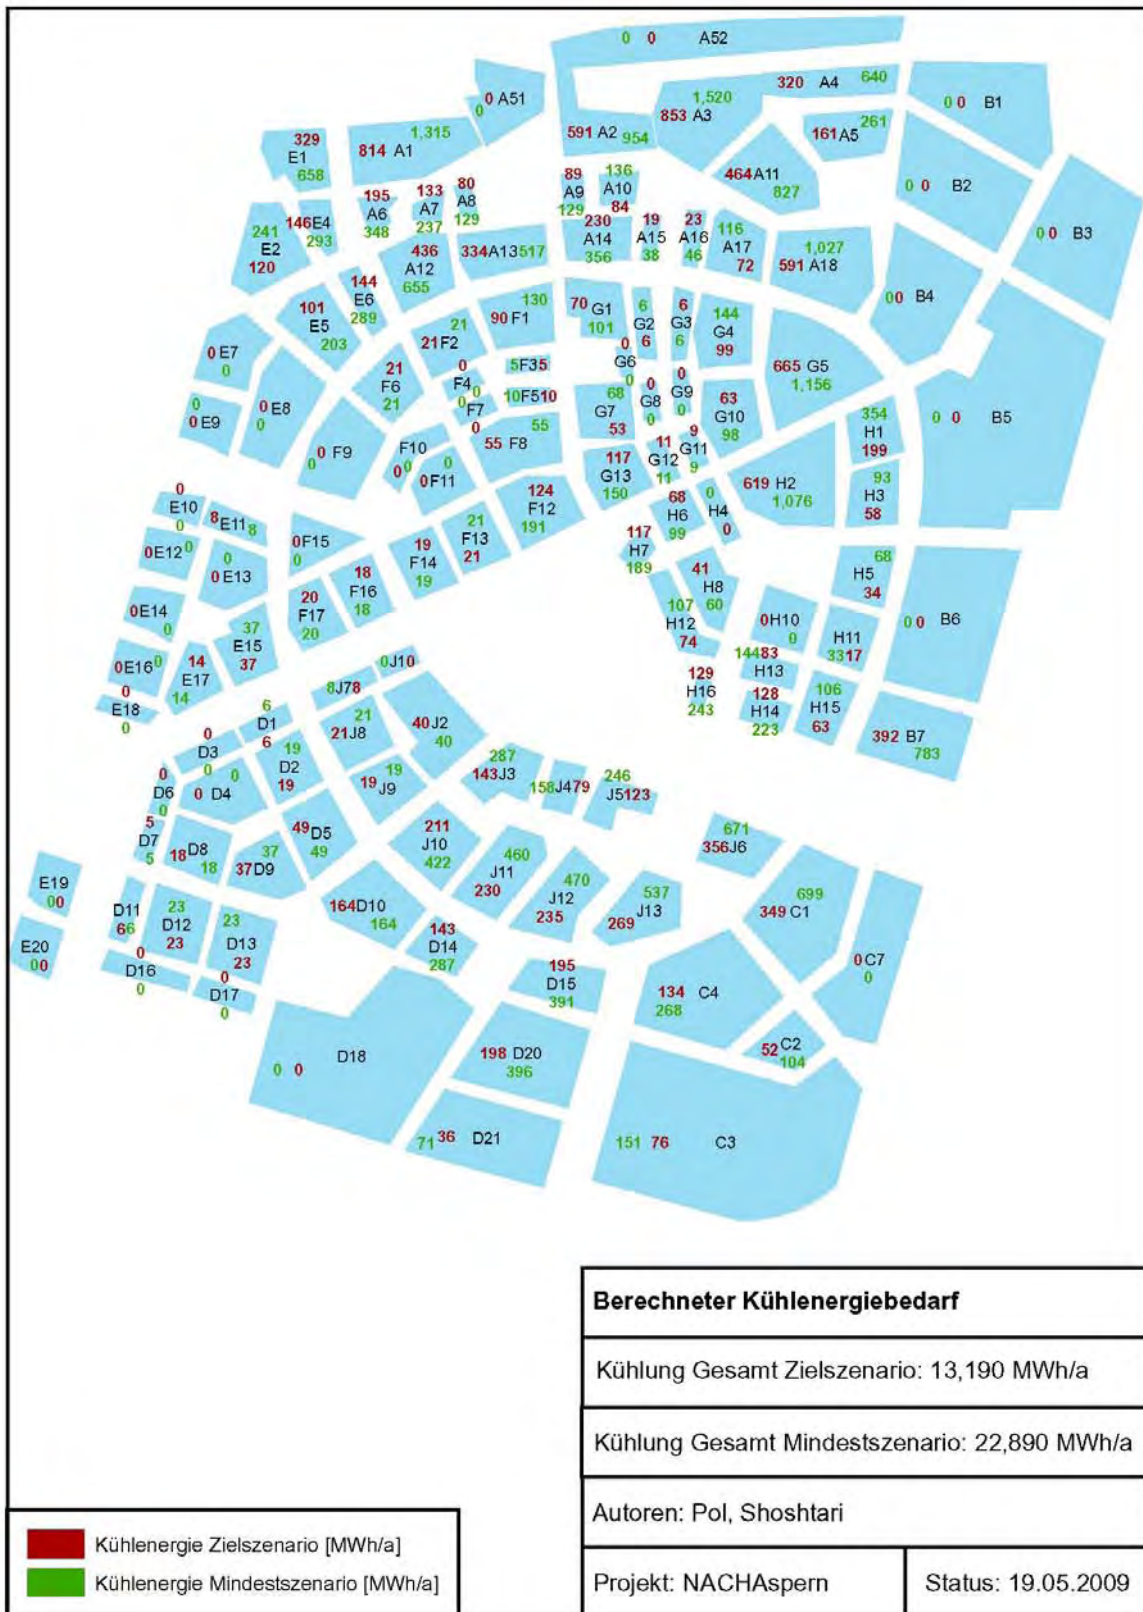 0 0 A52
0 A51
0
320 A4 640
1,520
853 A3
591 A2 954
261
161 A5
0 0 B1
1,315
814 A1
329
E1
658
464 A11
827
0 0 B2
0 0 B3
195
A6
348
133
A7
237
80
A8
129
89
A9
129
136
A10
84
146 E4
293
241
E2
120
436
A12
655
334 A13 517
230
A14
356
19
A15
38
23
A16
46
116
A17
72
1,027
591 A18
0 0 B4
144
E6
289
101
E5
203
21
21 F2
130
90 F1
70 G1
101
6
G2
6
6
G3
6
144
G4
99
665 G5
1,156
0 E7
0
0 E8
0
0
0 E9
21
F6
21
0
F4
0
0
F7
0
5 F3 5
10 F5 10
55
55 F8
0
G6
0
68
G7
53
0
G8
0
0
G9
0
63
G10
98
354
H1
199
0 0 B5
0 F9
0
F10
0 0
0
0 F11
124
F12
191
117
G13
150
11
G12
11
9
G11
9
619 H2
1,076
93
H3
58
0
E10
0
8 E11 8
0 E12 0
0
0 E13
0 F15
0
21
F13
21
19
F14
19
18
F16
18
20
F17
20
68
H6
99
0
H4
0
117
H7
189
41
H8
60
68
H5
34
0 0 B6
0 E14
0
37
E15
37
0 E16 0
14
E17
14
0
E18
0
107
H12
74
0 H10
0
H11
33 17
144 83
H13
129
H16
243
128
H14
223
106
H15
63
392 B7
783
0 J1 0
8 J7 8
6
D1
6
21
21 J8
40 J2
40
0
D3
0
19
D2
19
19
19 J9
287
143 J3
158 J4 79
246
J5 123
0
D6
0
0
0 D4
5
D7
5
18 D8
18
37
37 D9
49 D5
49
211
J10
422
460
J11
230
470
J12
235
537
J13
269
671
356 J6
699
349 C1
0 C7
0
E19
0 0
E20
0 0
D11
6 6
23
D12
23
23
D13
23
0
D16
0
0
D17
0
164 D10
164
143
D14
287
195
D15
391
134 C4
268
52 C2
104
D18
0 0
198 D20
396
71 36 D21
151 76 C3
Berechneter Kühlenergiebedarf
Kühlung Gesamt Zielszenario: 13,190 MWh/a
Kühlung Gesamt Mindestszenario: 22,890 MWh/a
Autoren: Pol, Shoshtari
Projekt: NACHAspern Status: 19.05.2009
Kühlenergie Zielszenario [MWh/a]
Kühlenergie Mindestszenario [MWh/a]